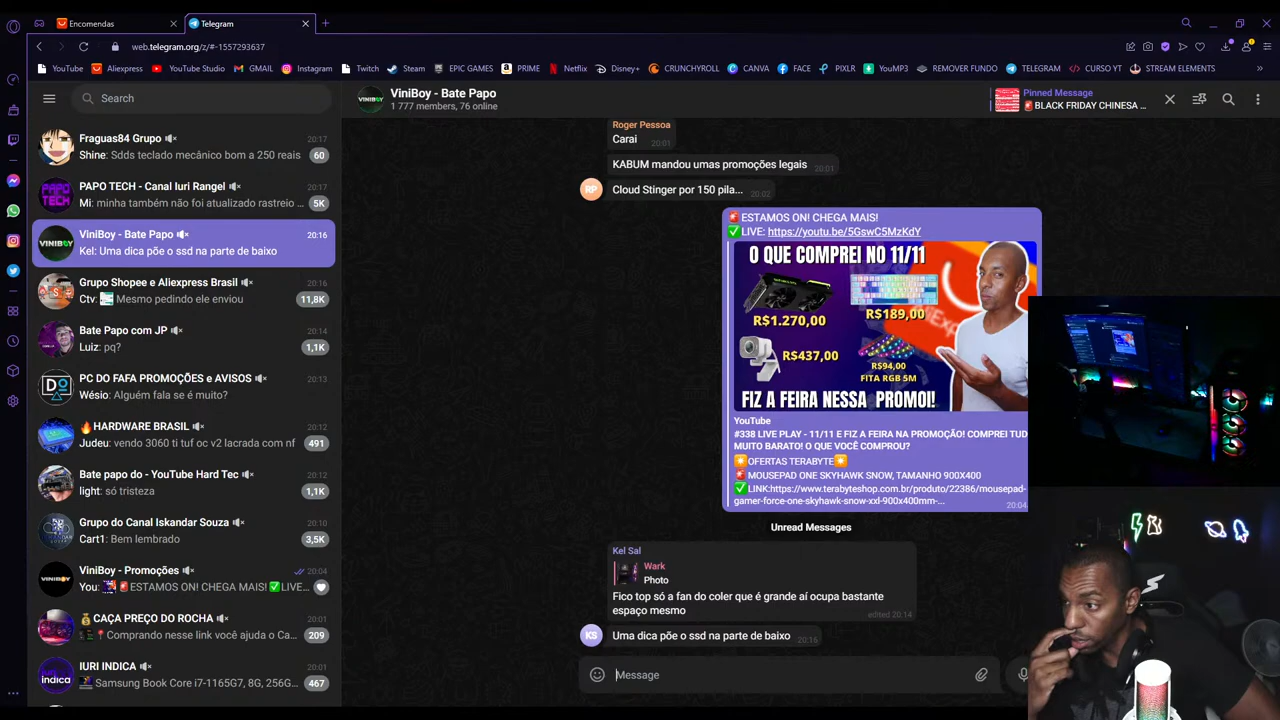 Encomendas
Telegram
web.telegram.org/z/#-1557293637
YouTube
Aliexpress
YouTube Studio
GMAIL
Instagram
Twitch
Steam
EPIC GAMES
PRIME
Netflix
Disney+
CRUNCHYROLL
CANVA
FACE
PIXLR
YouMP3
REMOVER FUNDO
TELEGRAM
CURSO YT
STREAM ELEMENTS
Search
Fraguas84 Grupo
20:17
Shine: Sdds teclado mecânico bom a 250 reais
60
PAPO TECH - Canal Iuri Rangel
20:17
Mi: minha também não foi atualizado rastreio ...
5K
ViniBoy - Bate Papo
20:16
Kel: Uma dica põe o ssd na parte de baixo
Grupo Shopee e Aliexpress Brasil
20:16
Ctv: Mesmo pedindo ele enviou
11,8K
Bate Papo com JP
20:14
Luiz: pq?
1,1K
PC DO FAFA PROMOÇÕES e AVISOS
20:13
Wésio: Alguém fala se é muito?
🔥HARDWARE BRASIL
20:12
Judeu: vendo 3060 ti tuf oc v2 lacrada com nf
491
Bate papo do - YouTube Hard Tec
20:12
light: só tristeza
1,1K
Grupo do Canal Iskandar Souza
20:10
Cart1: Bem lembrado
3,5K
ViniBoy - Promoções
20:04
You: 🚨ESTAMOS ON! CHEGA MAIS! ✅LIVE...
💰CAÇA PREÇO DO ROCHA
20:01
📍Comprando nesse link você ajuda o Ca...
209
IURI INDICA
20:01
Samsung Book Core i7-1165G7, 8G, 256G...
467
ViniBoy - Bate Papo
1 777 members, 76 online
Pinned Message
🚨BLACK FRIDAY CHINESA ...
Roger Pessoa
Carai
20:01
KABUM mandou umas promoções legais
20:01
RP
Cloud Stinger por 150 pila...
20:02
🚨ESTAMOS ON! CHEGA MAIS!
✅LIVE: https://youtu.be/5GswC5MzKdY
O QUE COMPREI NO 11/11
R$1.270,00
R$189,00
R$437,00
R$94,00
FITA RGB 5M
FIZ A FEIRA NESSA PROMOI!
YouTube
#338 LIVE PLAY - 11/11 E FIZ A FEIRA NA PROMOÇÃO! COMPREI TUD
MUITO BARATO! O QUE VOCÊ COMPROU?
OFERTAS TERABYTE
🚨MOUSEPAD ONE SKYHAWK SNOW, TAMANHO 900X400
✅LINK:https://www.terabyteshop.com.br/produto/22386/mousepad-
gamer-force-one-skyhawk-snow-xxl-900x400mm-...
20:04
Unread Messages
Kel Sal
Wark
Photo
Fico top só a fan do coler que é grande aí ocupa bastante
espaço mesmo
edited 20:14
KS
Uma dica põe o ssd na parte de baixo
20:16
Message